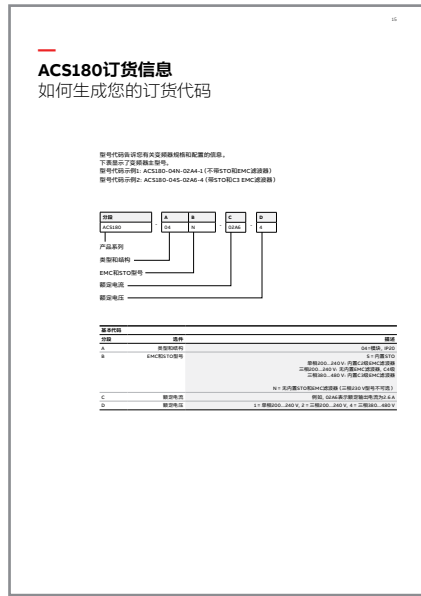 15
ACS180订货信息
如何生成您的订货代码
型号代码告诉您有关变频器规格和配置的信息。
下表显示了变频器主型号。
型号代码示例1: ACS180-04N-02A4-1 (不带STO和EMC滤波器)
型号代码示例2: ACS180-04S-02A6-4 (带STO和C3 EMC滤波器)
分段 A B C D
ACS180 - 04 N - 02A6 - 4
产品系列
类型和结构
EMC和STO型号
额定电流
额定电压
基本代码
分段 选件 描述
A 类型和结构 04=模块, IP20
B EMC和STO型号 S = 内置STO
单相200...240 V: 内置C2级EMC滤波器
三相200...240 V: 无内置EMC滤波器, C4级
三相380...480 V: 内置C3级EMC滤波器
N = 无内置STO和EMC滤波器 (三相230 V型号不可选)
C 额定电流 例如, 02A6表示额定输出电流为2.6 A
D 额定电压 1 = 单相200...240 V, 2 = 三相200...240 V, 4 = 三相380...480 V